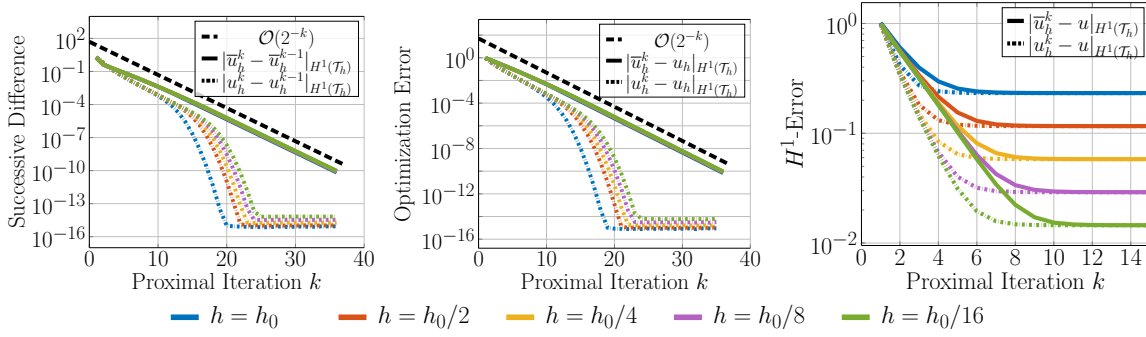 10^2
10^{-1}
10^{-4}
10^{-7}
10^{-10}
10^{-13}
10^{-16}
Successive Difference
0 10 20 30 40
Proximal Iteration k
O(2^{-k})
|ū_h^k − ū_h^{k−1}|_{H^1(T_h)}
|u_h^k − u_h^{k−1}|_{H^1(T_h)}
10^0
10^{-4}
10^{-8}
10^{-12}
10^{-16}
Optimization Error
0 10 20 30 40
Proximal Iteration k
O(2^{-k})
|ū_h^k − u_h|_{H^1(T_h)}
|u_h^k − u_h|_{H^1(T_h)}
10^0
10^{-1}
10^{-2}
H^1-Error
2 4 6 8 10 12 14
Proximal Iteration k
|ū_h^k − u|_{H^1(T_h)}
|u_h^k − u|_{H^1(T_h)}
h = h_0 h = h_0/2 h = h_0/4 h = h_0/8 h = h_0/16